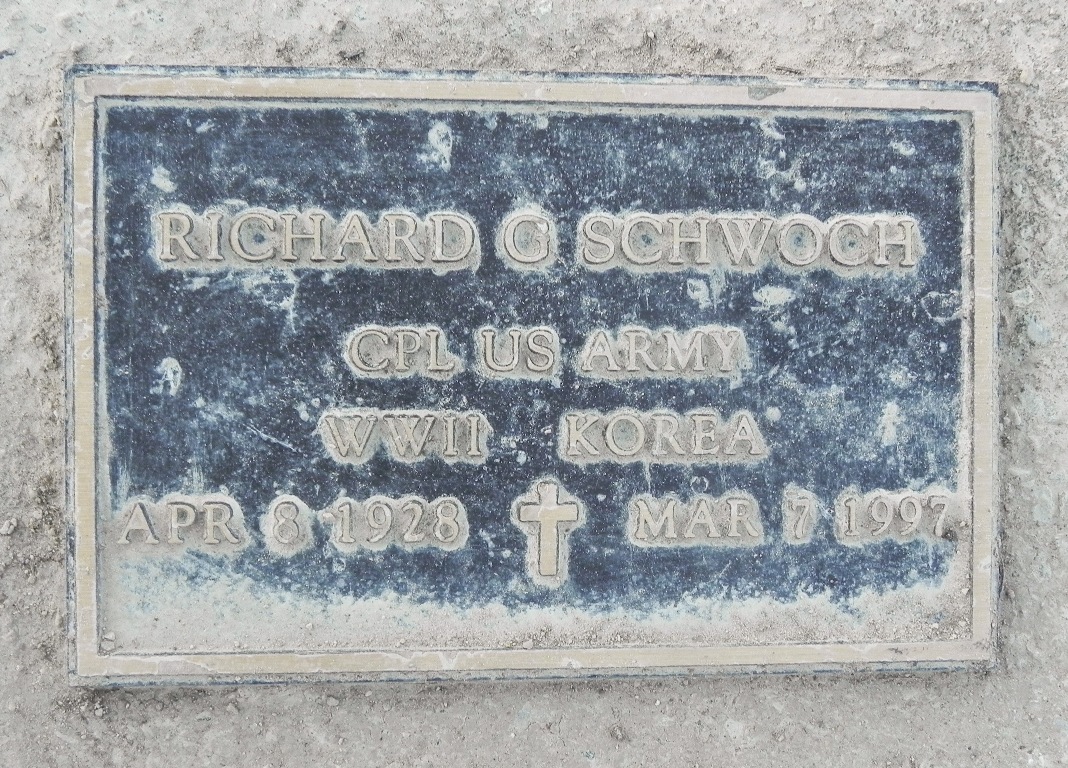 RICHARD G SCHWOCH
CPL US ARMY
WWII KOREA
APR 8 1928 MAR 7 1997